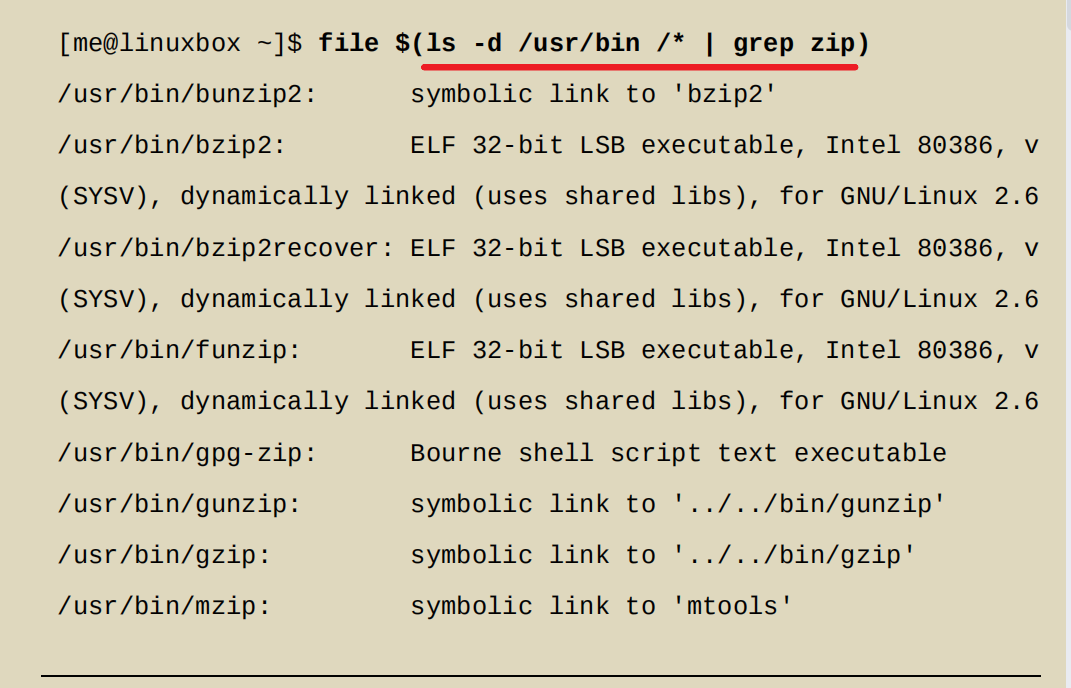 [me@linuxbox ~]$ file $(ls -d /usr/bin /* | grep zip)
/usr/bin/bunzip2: symbolic link to 'bzip2'
/usr/bin/bzip2: ELF 32-bit LSB executable, Intel 80386, v
(SYSV), dynamically linked (uses shared libs), for GNU/Linux 2.6
/usr/bin/bzip2recover: ELF 32-bit LSB executable, Intel 80386, v
(SYSV), dynamically linked (uses shared libs), for GNU/Linux 2.6
/usr/bin/funzip: ELF 32-bit LSB executable, Intel 80386, v
(SYSV), dynamically linked (uses shared libs), for GNU/Linux 2.6
/usr/bin/gpg-zip: Bourne shell script text executable
/usr/bin/gunzip: symbolic link to '../../bin/gunzip'
/usr/bin/gzip: symbolic link to '../../bin/gzip'
/usr/bin/mzip: symbolic link to 'mtools'